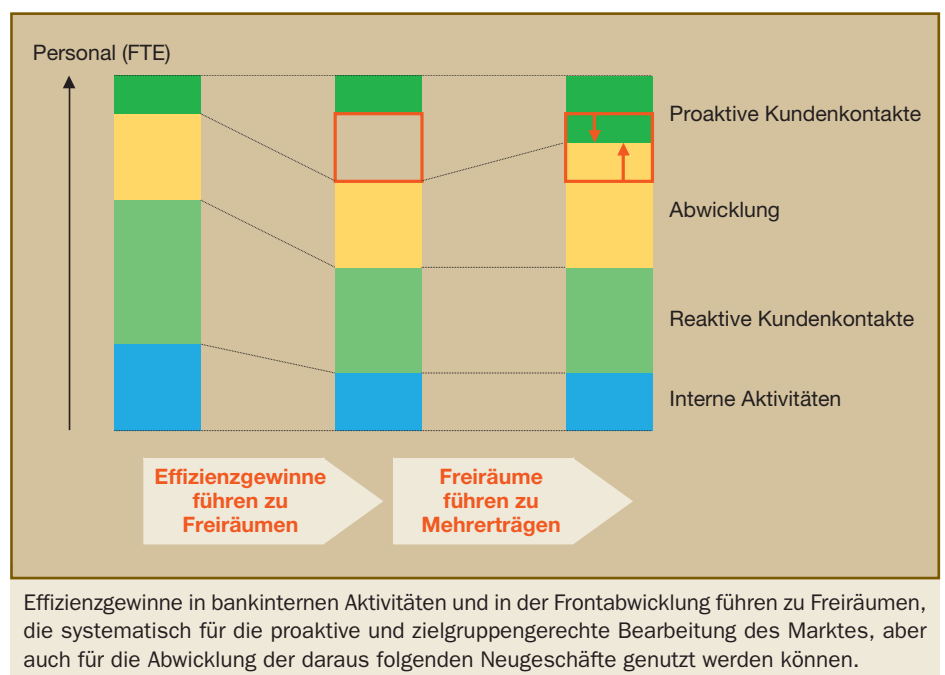 Personal (FTE)
Proaktive Kundenkontakte
Abwicklung
Reaktive Kundenkontakte
Interne Aktivitäten
Effizienzgewinne
führen zu
Freiräumen
Freiräume
führen zu
Mehrerträgen
Effizienzgewinne in bankinternen Aktivitäten und in der Frontabwicklung führen zu Freiräumen,
die systematisch für die proaktive und zielgruppengerechte Bearbeitung des Marktes, aber
auch für die Abwicklung der daraus folgenden Neugeschäfte genutzt werden können.